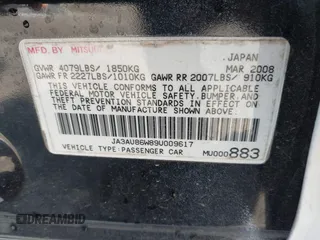 MFD BY MITSU
JAPAN
GVWR 4079LBS/ 1850KG MAR 2008
GAWR FR 2227LBS/1010KG GAWR RR 2007LBS/ 910KG
THIS VEHICLE CONFORMS TO ALL APPLICABLE
FEDERAL MOTOR VEHICLE SAFETY, BUMPER, AND
THEFT PREVENTION STANDARDS IN EFFECT ON THE
DATE OF MANUFACTURE SHOWN ABOVE.
JA3AU86W89U009617
VEHICLE TYPE:PASSENGER CAR MU000883
DREAMBID